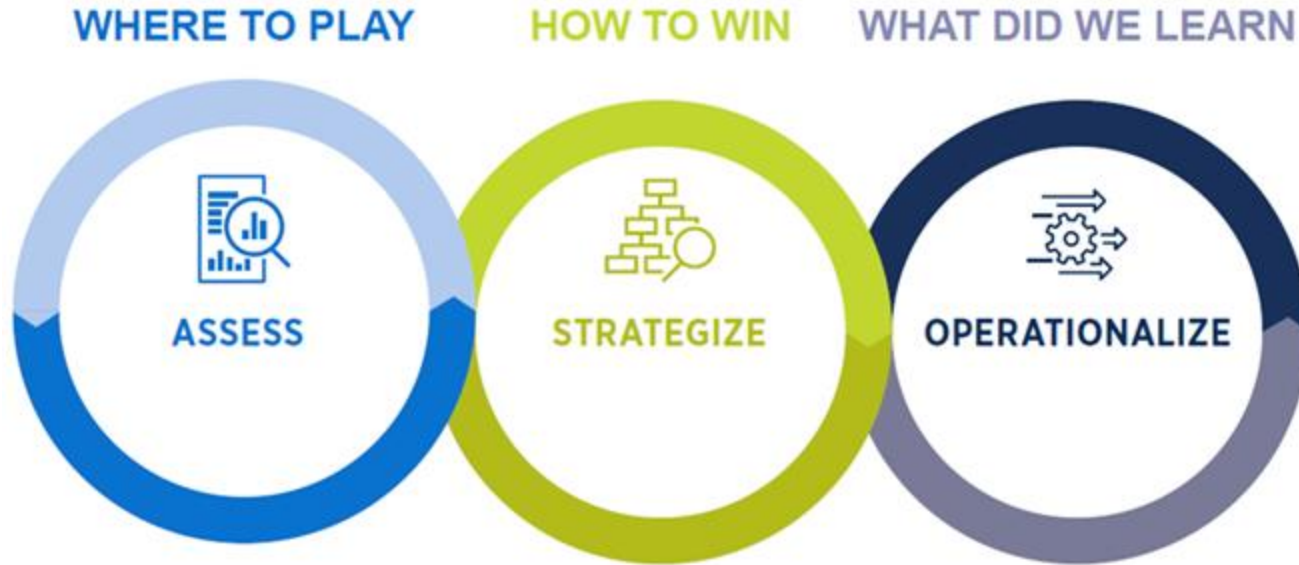 WHERE TO PLAY
HOW TO WIN
WHAT DID WE LEARN
ASSESS
STRATEGIZE
OPERATIONALIZE